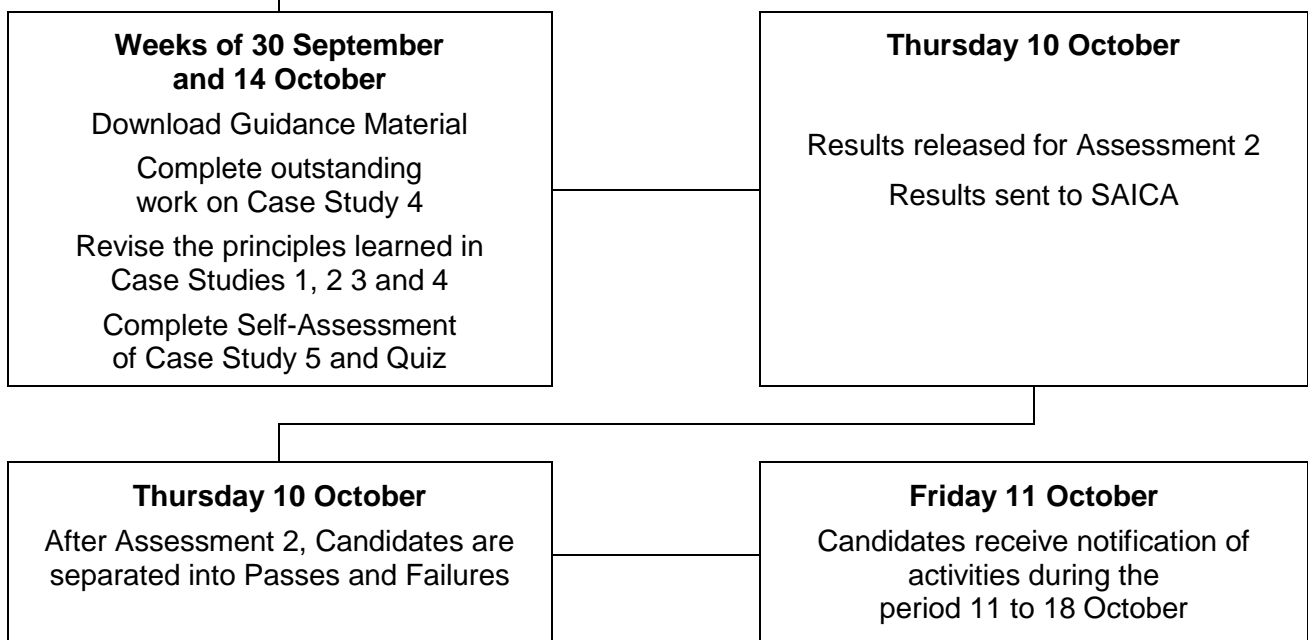 Weeks of 30 September
and 14 October
Download Guidance Material
Complete outstanding
work on Case Study 4
Revise the principles learned in
Case Studies 1, 2 3 and 4
Complete Self-Assessment
of Case Study 5 and Quiz
Thursday 10 October
Results released for Assessment 2
Results sent to SAICA
Thursday 10 October
After Assessment 2, Candidates are
separated into Passes and Failures
Friday 11 October
Candidates receive notification of
activities during the
period 11 to 18 October